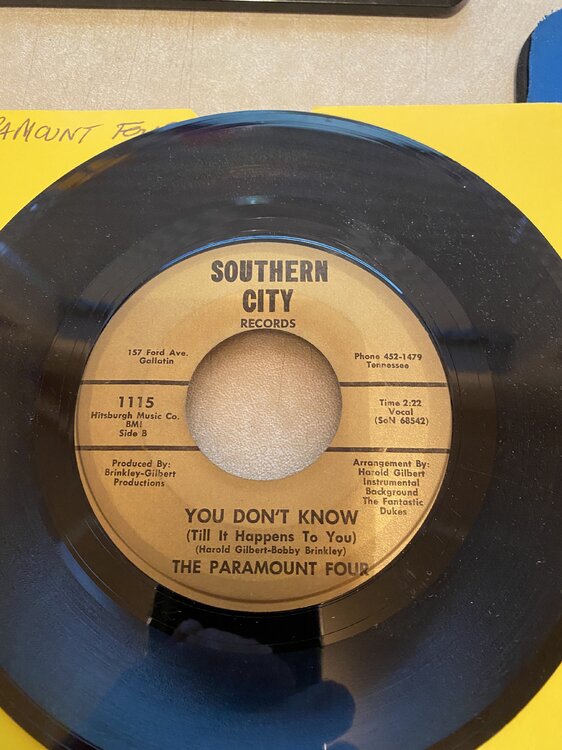 AMOUNT
SOUTHERN
CITY
RECORDS
157 Ford Ave.
Gallatin
Phone 452-1479
Tennessee
1115
Hitsburgh Music Co.
BMI
Side B
Time 2:22
Vocal
(SoN 68542)
Produced By:
Brinkley-Gilbert
Productions
Arrangement By:
Harold Gilbert
Instrumental
Background
The Fantastic
Dukes
YOU DON'T KNOW
(Till It Happens To You)
(Harold Gilbert-Bobby Brinkley)
THE PARAMOUNT FOUR